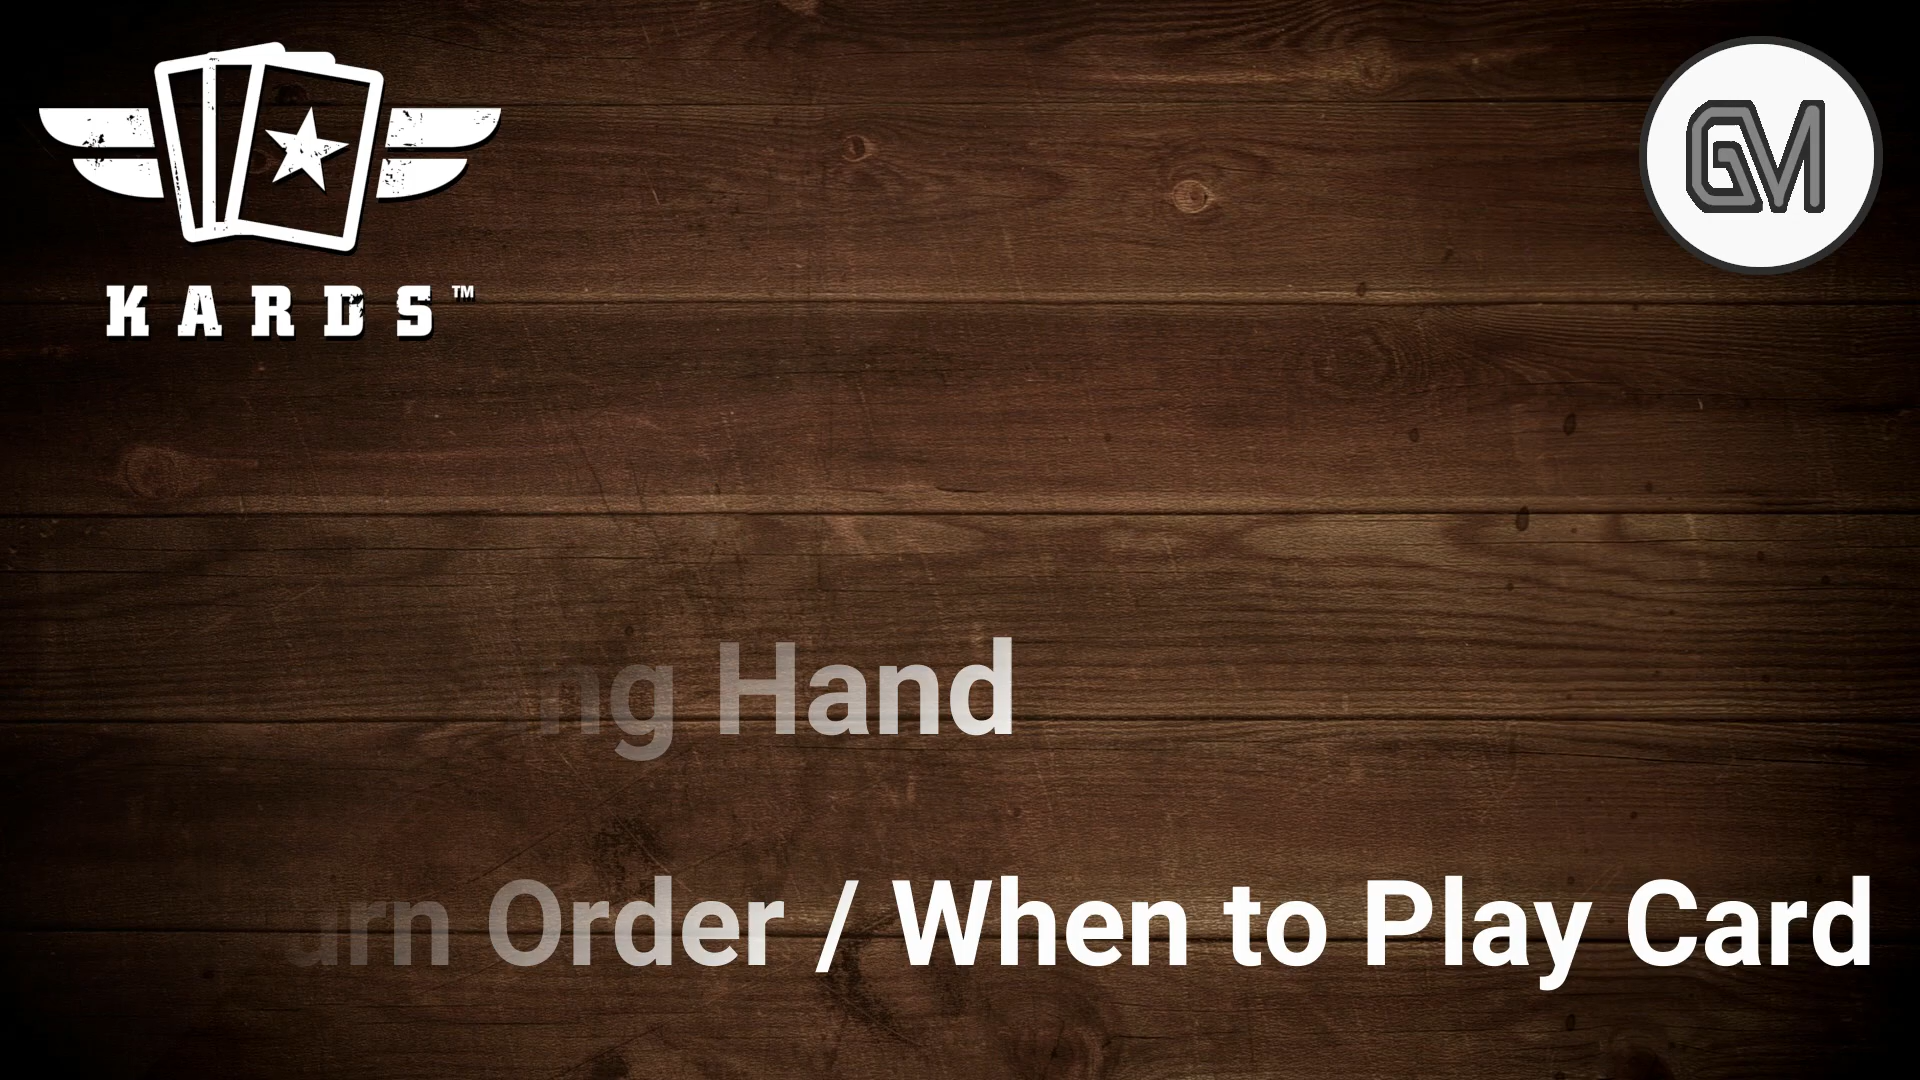 KARDS™
GM
ng Hand
urn Order / When to Play Card